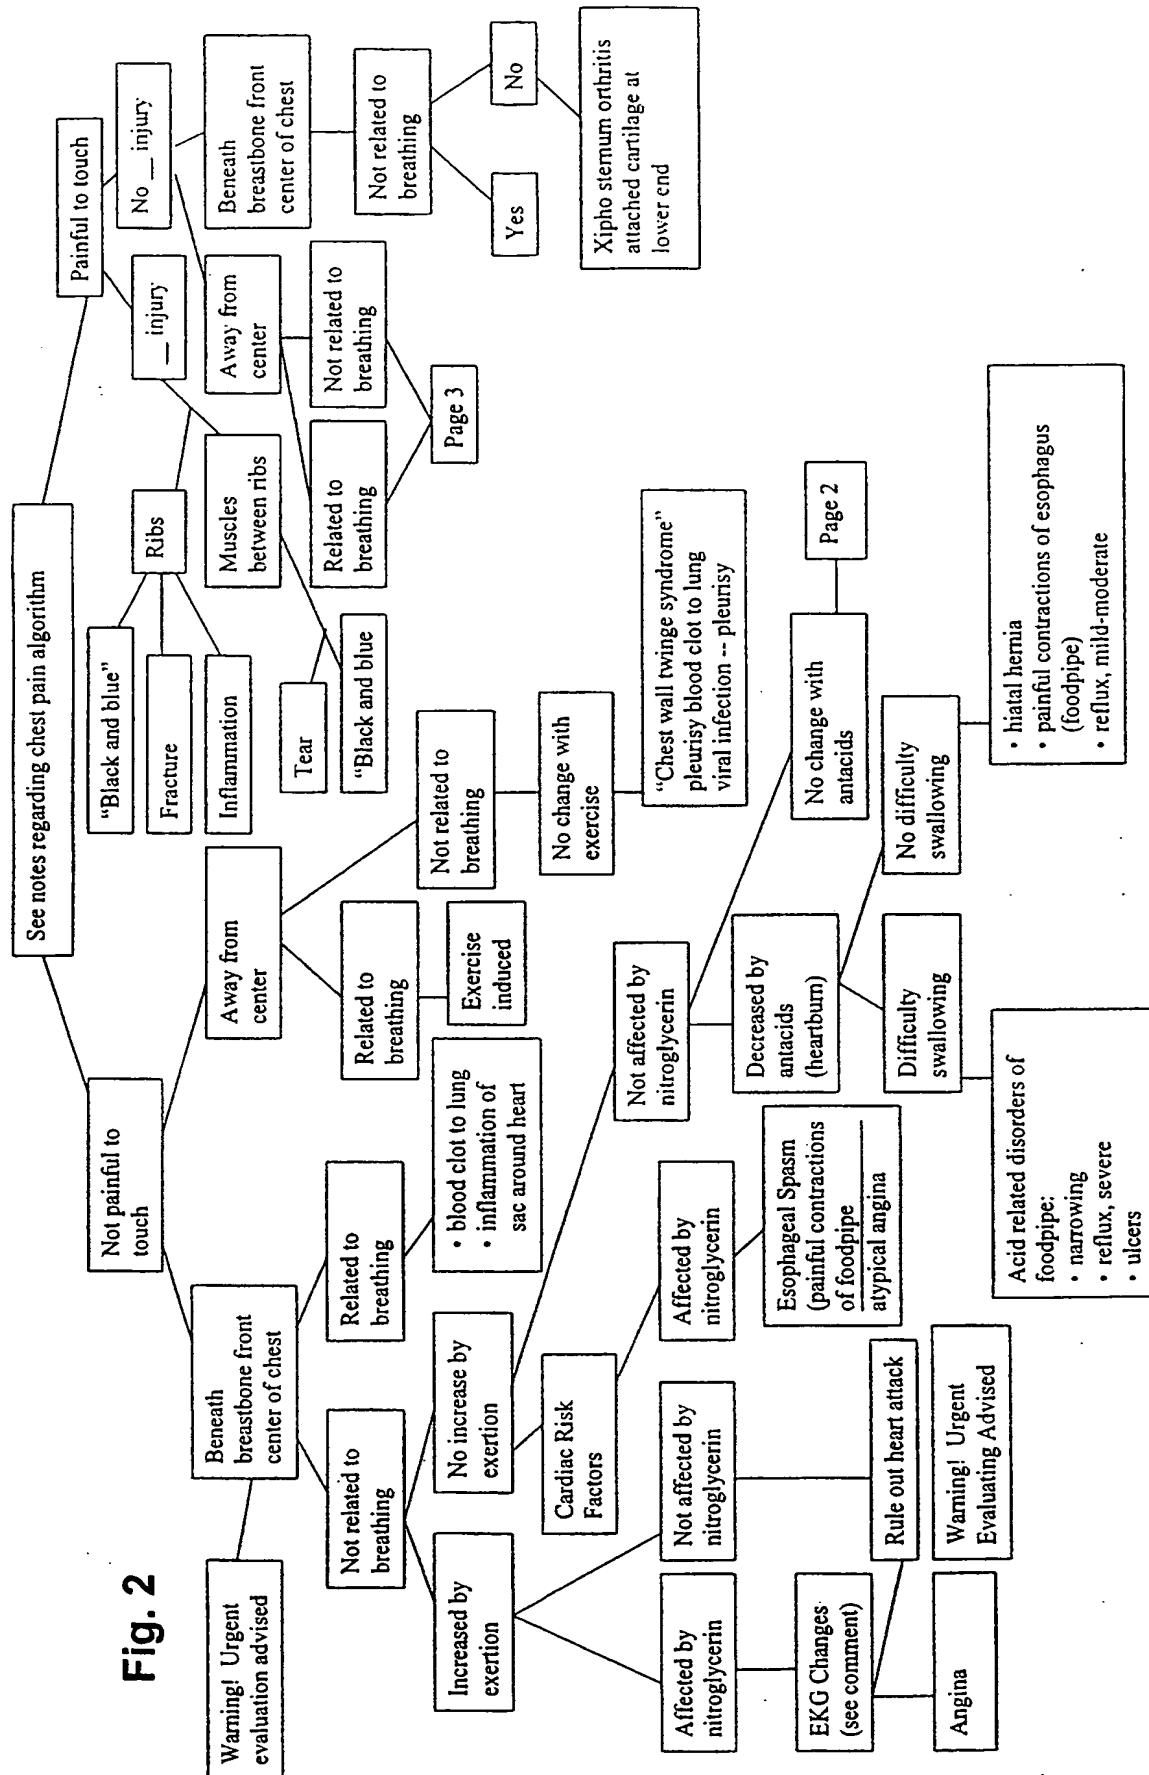 Fig. 2
See notes regarding chest pain algorithm
Not painful to
touch
Painful to touch
Warning! Urgent
evaluation advised
Beneath
breastbone front
center of chest
Away from
center
"Black and blue"
Fracture
Inflammation
Ribs
_ injury
No _ injury
Muscles
between ribs
Tear
"Black and blue
Away from
center
Beneath
breastbone front
center of chest
Not related to
breathing
Related to
breathing
Related to
breathing
Exercise
induced
Not related to
breathing
No change with
exercise
"Chest wall twinge syndrome"
pleurisy blood clot to lung
viral infection -- pleurisy
Related to
breathing
Not related to
breathing
Page 3
Not related to
breathing
Yes
No
Xipho sternum orthritis
attached cartilage at
lower end
• blood clot to lung
• inflammation of
sac around heart
Increased by
exertion
No increase by
exertion
Cardiac Risk
Factors
Affected by
nitroglycerin
Not affected by
nitroglycerin
Affected by
nitroglycerin
Not affected by
nitroglycerin
EKG Changes
(see comment)
Angina
Rule out heart attack
Warning! Urgent
Evaluating Advised
Esophageal Spasm
(painful contractions
of foodpipe
atypical angina
Decreased by
antacids
(heartburn)
No change with
antacids
Page 2
Difficulty
swallowing
No difficulty
swallowing
Acid related disorders of
foodpipe:
• narrowing
• reflux, severe
• ulcers
• hiatal hernia
• painful contractions of esophagus
(foodpipe)
• reflux, mild-moderate